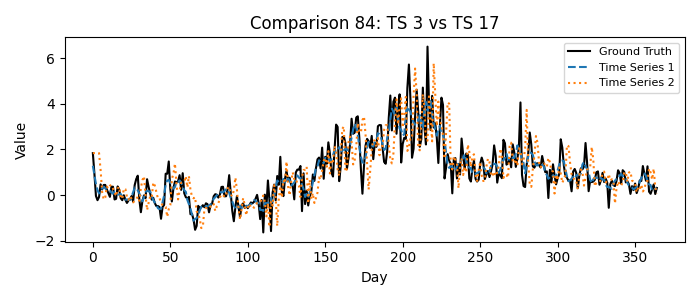 Comparison 84: TS 3 vs TS 17
Ground Truth
Time Series 1
Time Series 2
Value
6
4
2
0
−2
0 50 100 150 200 250 300 350
Day